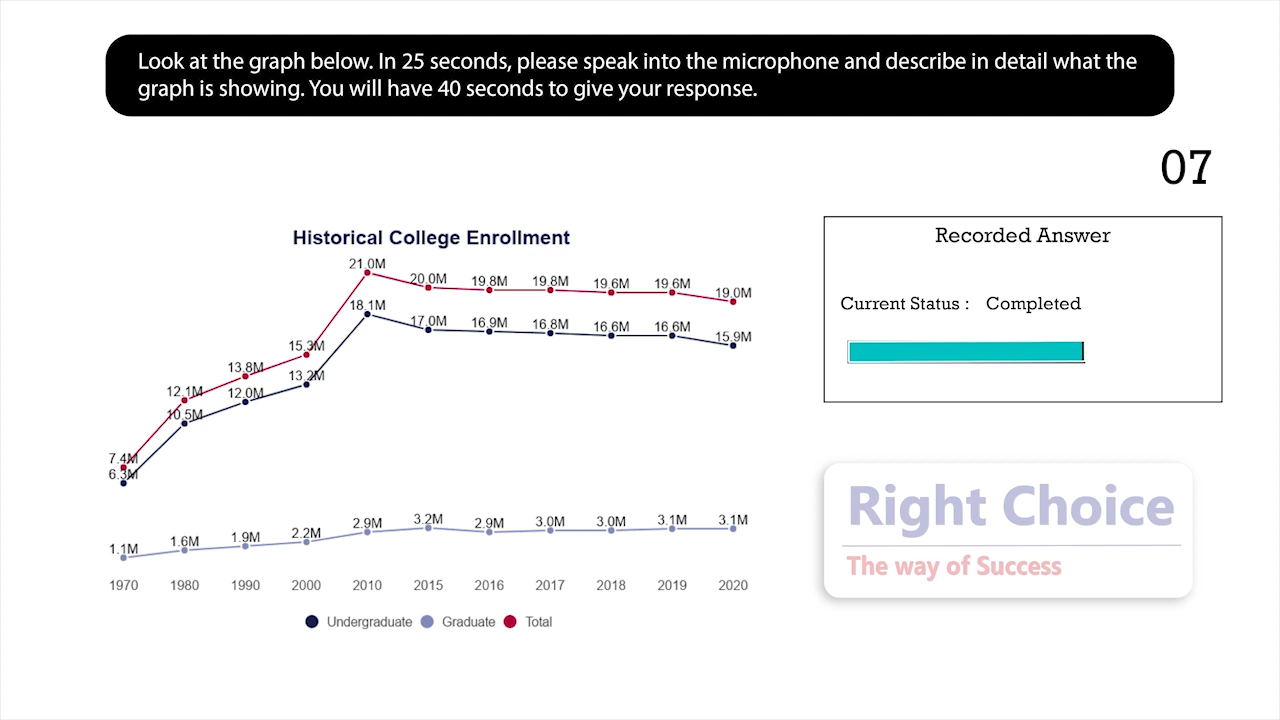 Look at the graph below. In 25 seconds, please speak into the microphone and describe in detail what the
graph is showing. You will have 40 seconds to give your response.
07
Historical College Enrollment
21.0M 20.0M 19.8M 19.8M 19.6M 19.6M 19.0M
18.1M 17.0M 16.9M 16.8M 16.6M 16.6M 15.9M
15.3M
13.8M 13.2M
12.1M 12.0M
10.5M
7.4M
6.3M
1.1M 1.6M 1.9M 2.2M 2.9M 3.2M 2.9M 3.0M 3.0M 3.1M 3.1M
1970 1980 1990 2000 2010 2015 2016 2017 2018 2019 2020
Undergraduate Graduate Total
Recorded Answer
Current Status : Completed
Right Choice
The way of Success